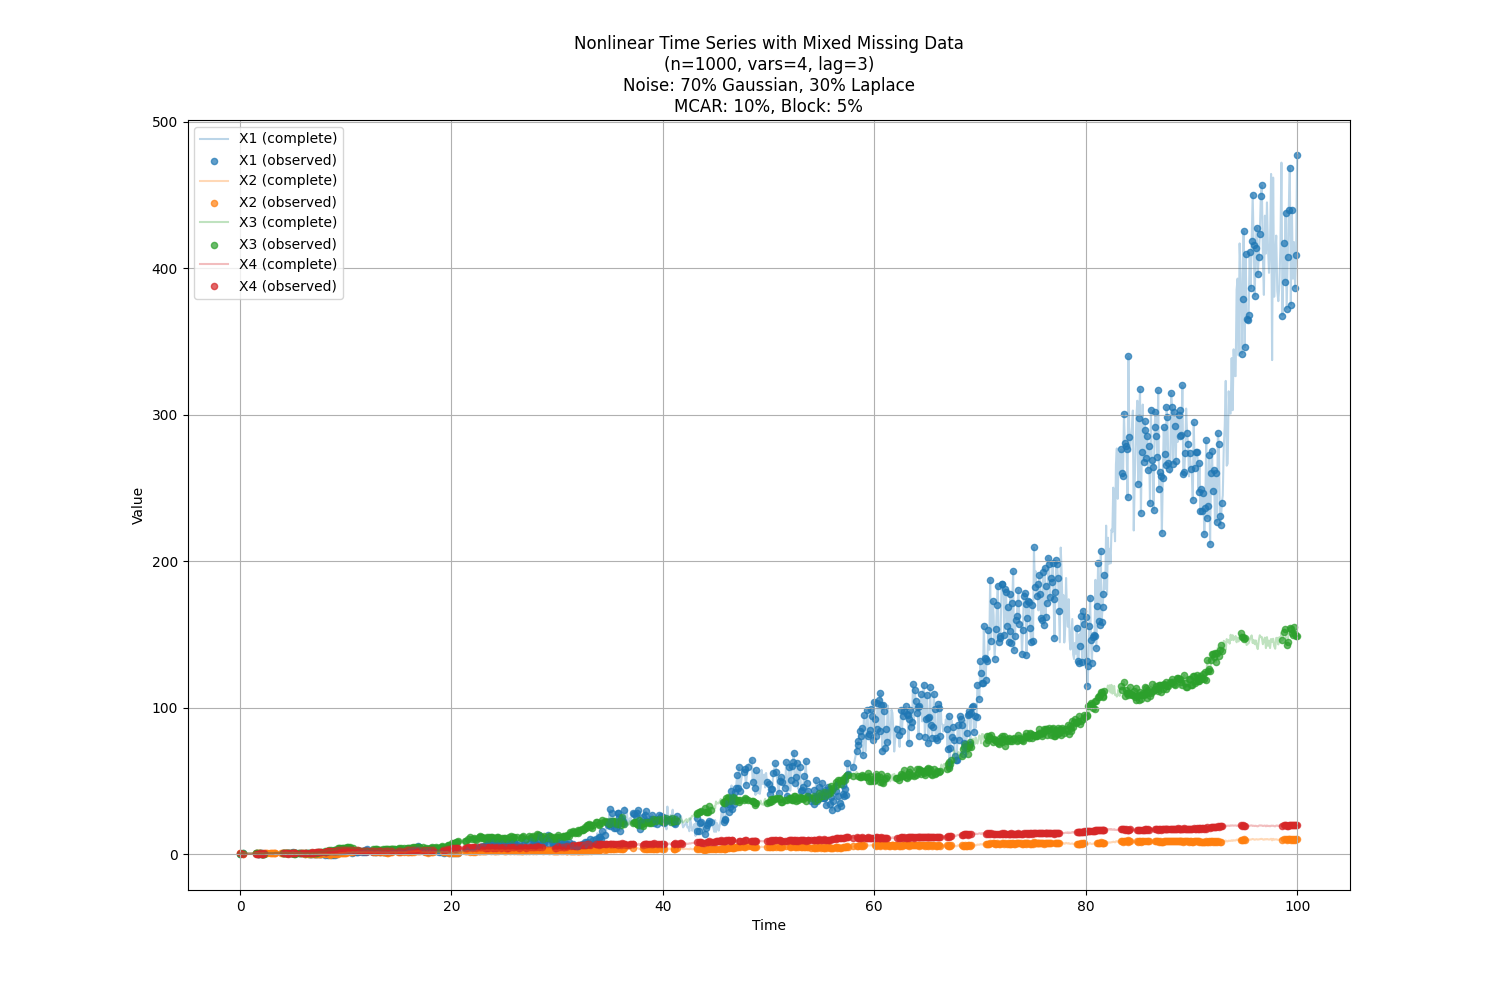 Nonlinear Time Series with Mixed Missing Data
(n=1000, vars=4, lag=3)
Noise: 70% Gaussian, 30% Laplace
MCAR: 10%, Block: 5%
X1 (complete)
X1 (observed)
X2 (complete)
X2 (observed)
X3 (complete)
X3 (observed)
X4 (complete)
X4 (observed)
500
400
300
200
100
0
Value
0
20
40
60
80
100
Time